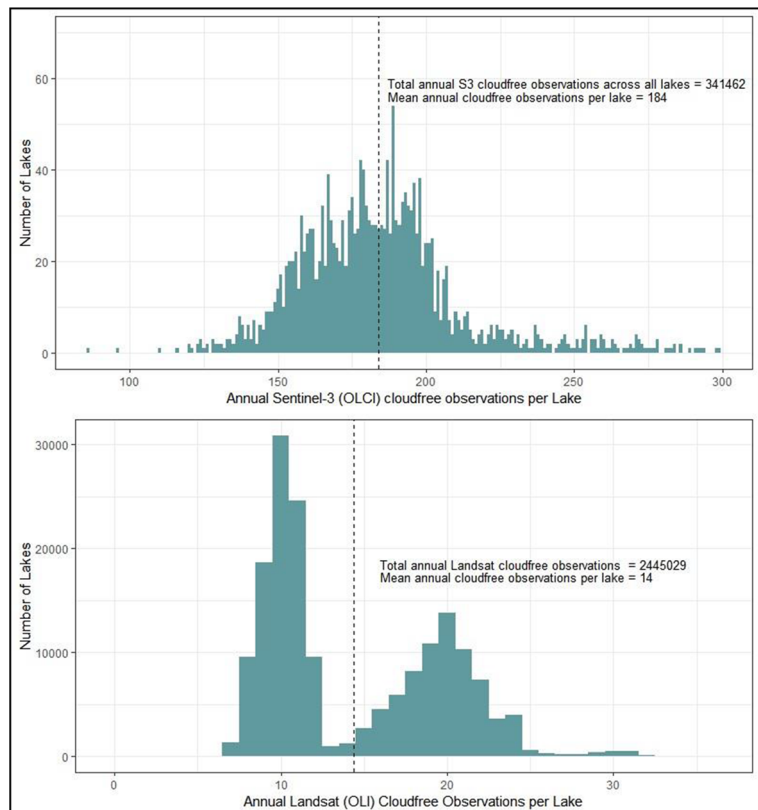 60
40
20
0
Number of Lakes
Total annual S3 cloudfree observations across all lakes = 341462
Mean annual cloudfree observations per lake = 184
100 150 200 250 300
Annual Sentinel-3 (OLCI) cloudfree observations per Lake
30000
20000
10000
0
Number of Lakes
Total annual Landsat cloudfree observations = 2445029
Mean annual cloudfree observations per lake = 14
0 10 20 30
Annual Landsat (OLI) Cloudfree Observations per Lake